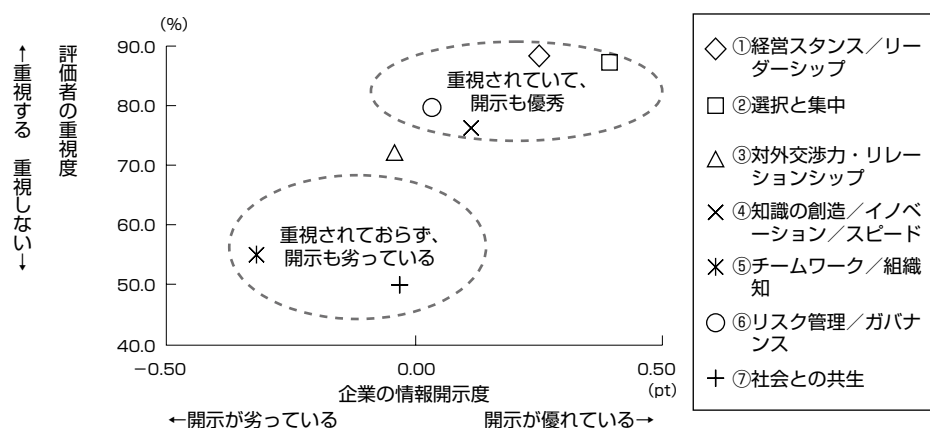 (%)
90.0
80.0
70.0
60.0
50.0
40.0
-0.50
0.00
0.50
(pt)
評価者の重視度
←重視する 重視しない→
企業の情報開示度
←開示が劣っている
開示が優れている→
重視されていて、
開示も優秀
重視されておらず、
開示も劣っている
①経営スタンス/リー
ダーシップ
②選択と集中
③対外交渉力・リレー
ションシップ
④知識の創造/イノベ
ーション/スピード
⑤チームワーク/組織
知
⑥リスク管理/ガバナ
ンス
⑦社会との共生